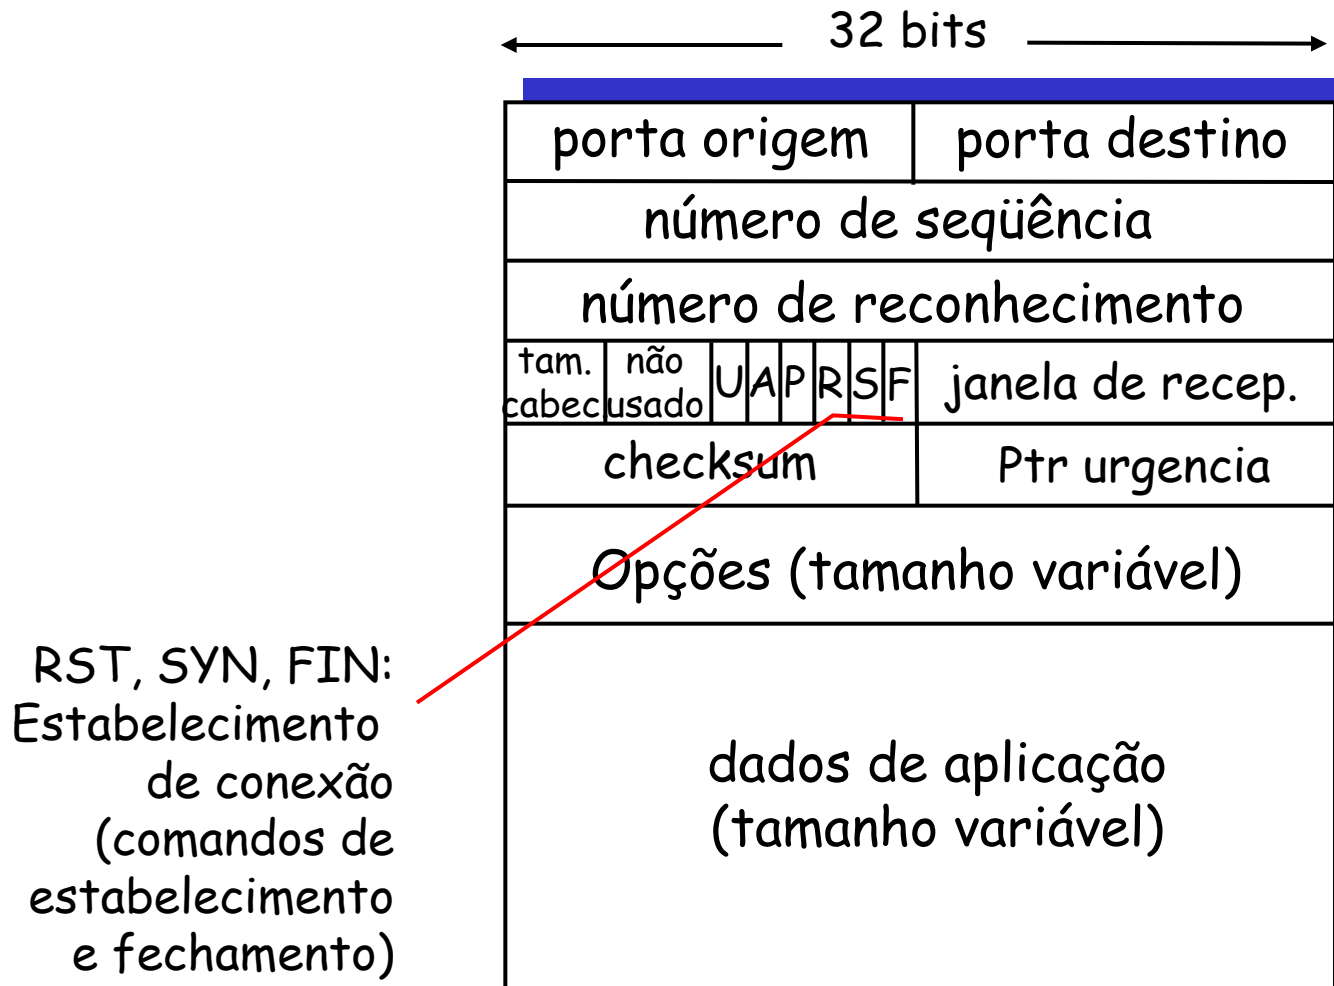 32 bits
porta origem
porta destino
número de seqüência
número de reconhecimento
tam.
cabec.
não
usado
U
A
P
R
S
F
janela de recep.
checksum
Ptr urgencia
Opções (tamanho variável)
dados de aplicação
(tamanho variável)
RST, SYN, FIN:
Estabelecimento
de conexão
(comandos de
estabelecimento
e fechamento)